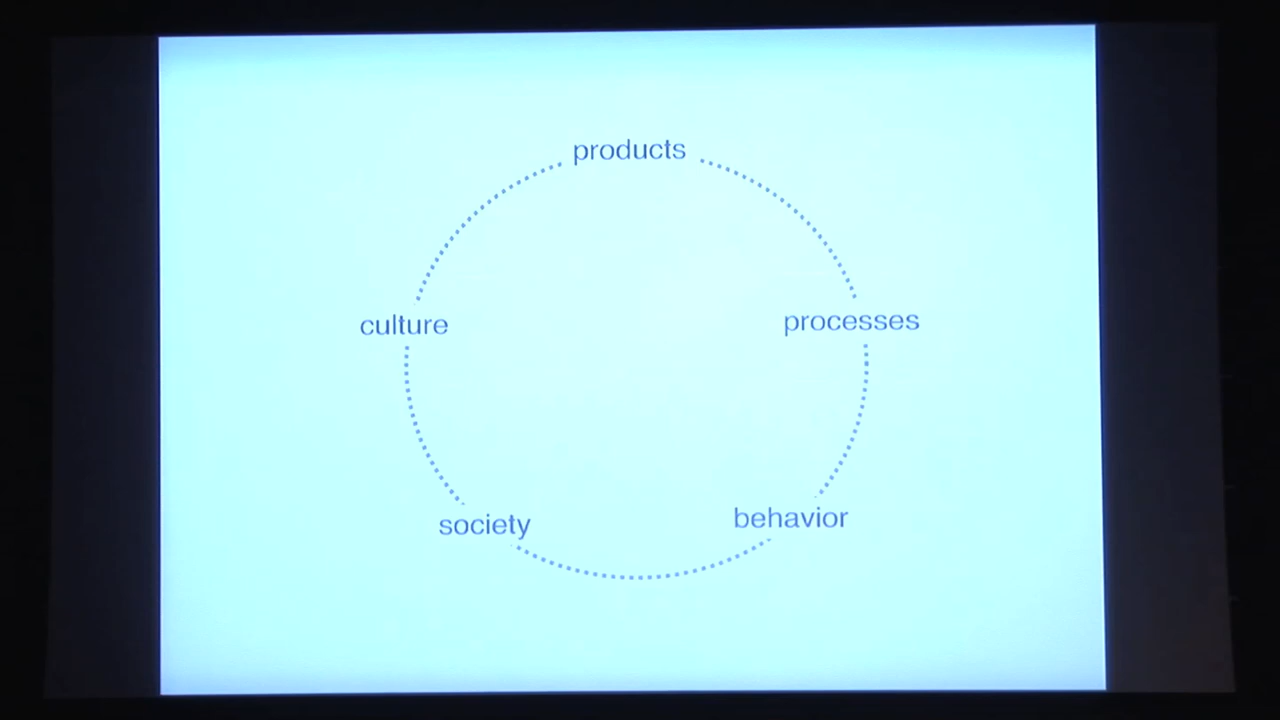 products
culture
processes
society
behavior